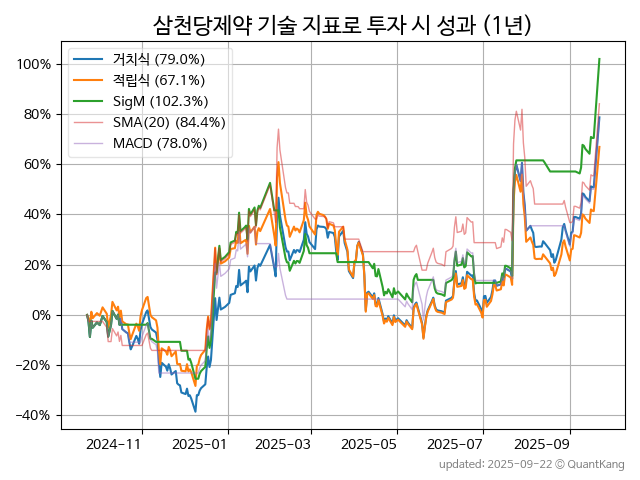 삼천당제약 기술 지표로 투자 시 성과 (1년)
거치식 (79.0%)
적립식 (67.1%)
SigM (102.3%)
SMA(20) (84.4%)
MACD (78.0%)
100%
80%
60%
40%
20%
0%
−20%
−40%
2024-11
2025-01
2025-03
2025-05
2025-07
2025-09
updated: 2025-09-22 © QuantKang